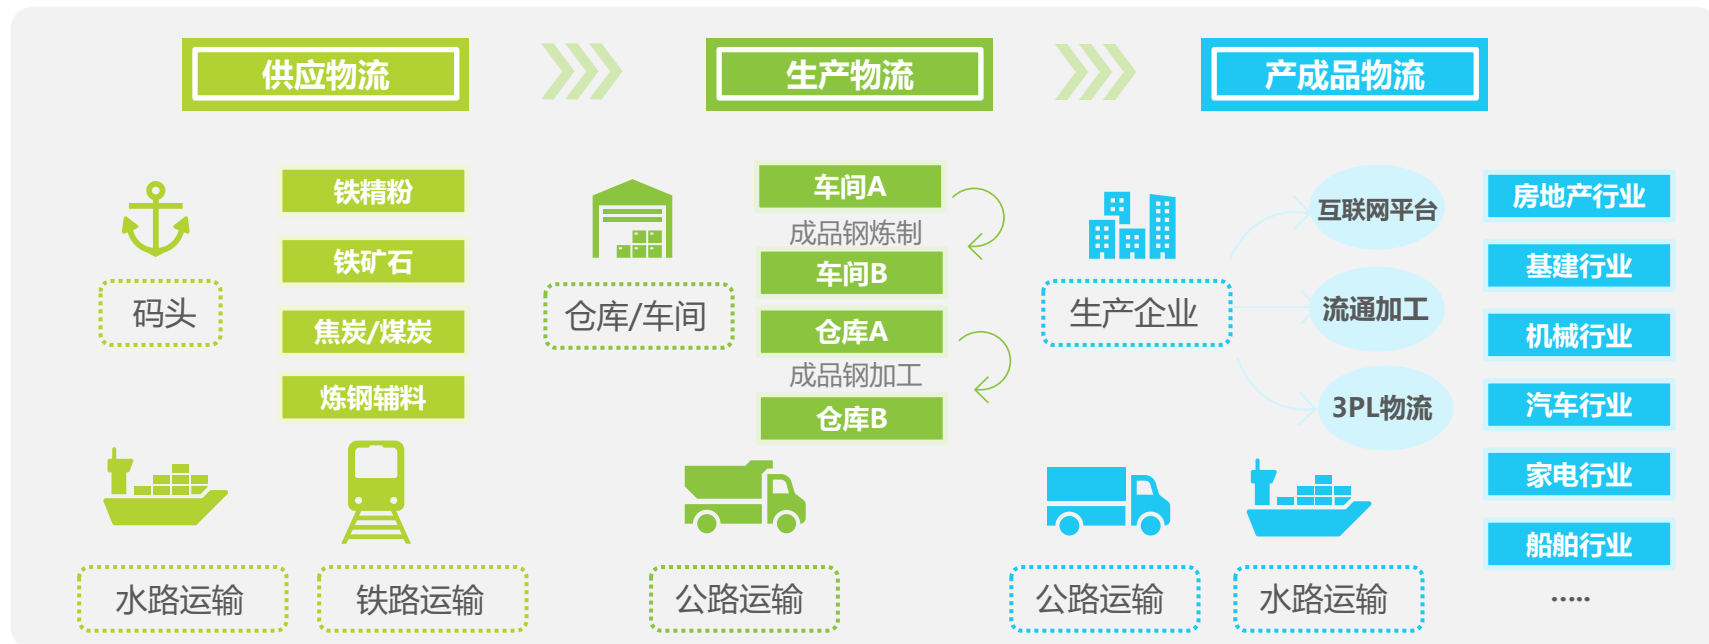 供应物流
生产物流
产成品物流
铁精粉
铁矿石
焦炭/煤炭
炼钢辅料
码头
水路运输
铁路运输
仓库/车间
车间A
成品钢炼制
车间B
仓库A
成品钢加工
仓库B
公路运输
生产企业
互联网平台
流通加工
3PL物流
公路运输
水路运输
房地产行业
基建行业
机械行业
汽车行业
家电行业
船舶行业
.....